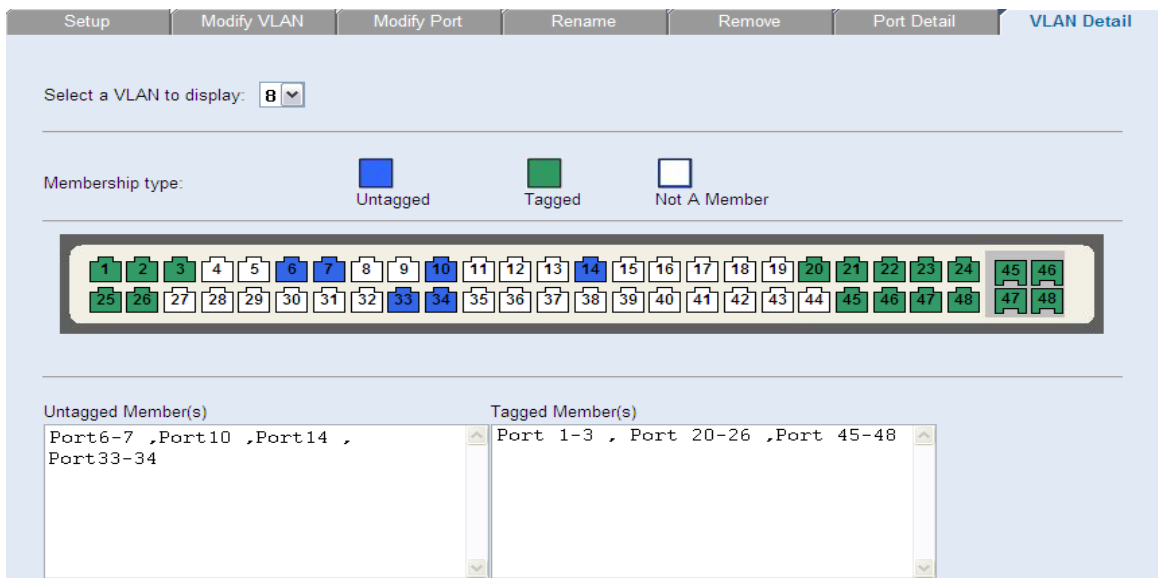 Setup Modify VLAN Modify Port Rename Remove Port Detail VLAN Detail
Select a VLAN to display: 8
Membership type:
Untagged Tagged Not A Member
1 2 3 4 5 6 7 8 9 10 11 12 13 14 15 16 17 18 19 20 21 22 23 24 45 46
25 26 27 28 29 30 31 32 33 34 35 36 37 38 39 40 41 42 43 44 45 46 47 48 47 48
Untagged Member(s) Tagged Member(s)
Port6-7 ,Port10 ,Port14 , Port 1-3 , Port 20-26 ,Port 45-48
Port33-34